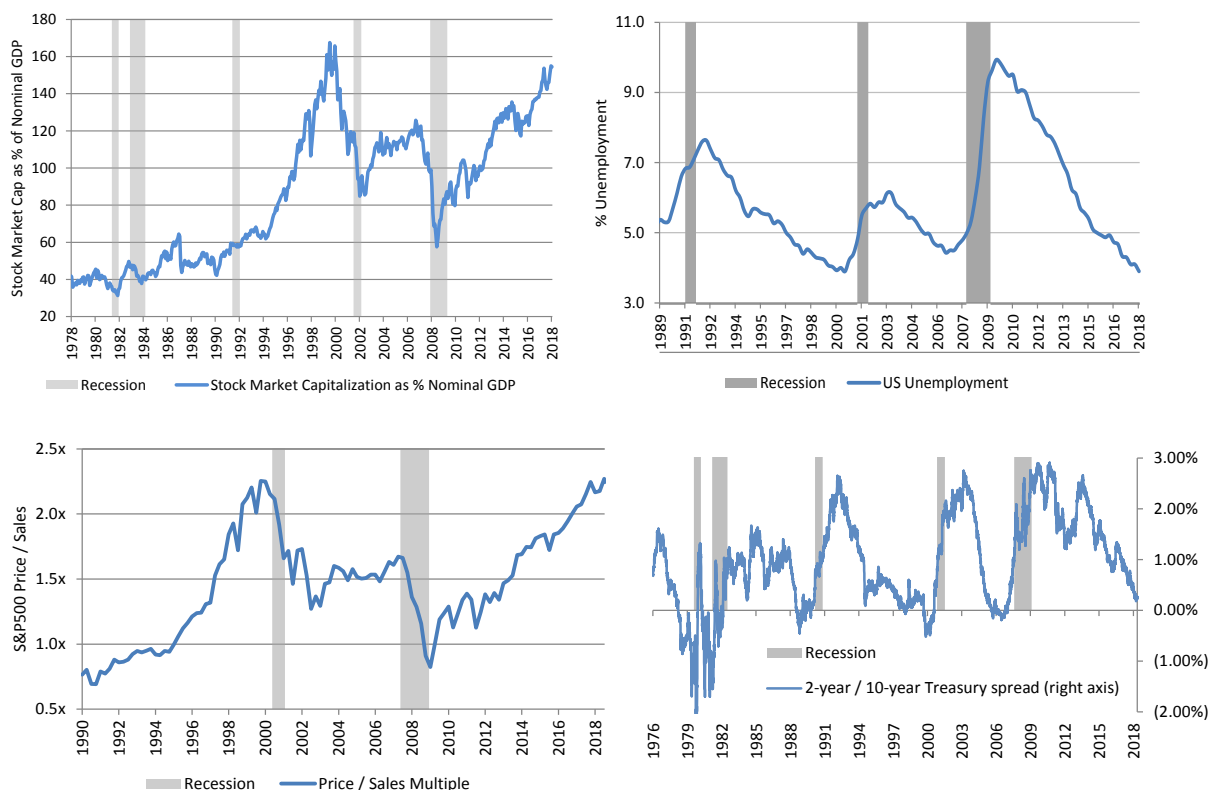 Stock Market Cap as % of Nominal GDP
180
160
140
120
100
80
60
40
20
1978 1980 1982 1984 1986 1988 1990 1992 1994 1996 1998 2000 2002 2004 2006 2008 2010 2012 2014 2016 2018
Recession Stock Market Capitalization as % Nominal GDP
% Unemployment
11.0
9.0
7.0
5.0
3.0
1989 1991 1992 1994 1995 1997 1998 2000 2001 2003 2004 2006 2007 2009 2010 2012 2013 2015 2016 2018
Recession US Unemployment
S&P500 Price / Sales
2.5x
2.0x
1.5x
1.0x
0.5x
1990 1992 1994 1996 1998 2000 2002 2004 2006 2008 2010 2012 2014 2016 2018
Recession Price / Sales Multiple
3.00%
2.00%
1.00%
0.00%
(1.00%)
(2.00%)
Recession
2-year / 10-year Treasury spread (right axis)
1976 1979 1982 1985 1988 1991 1994 1997 2000 2003 2006 2009 2012 2015 2018